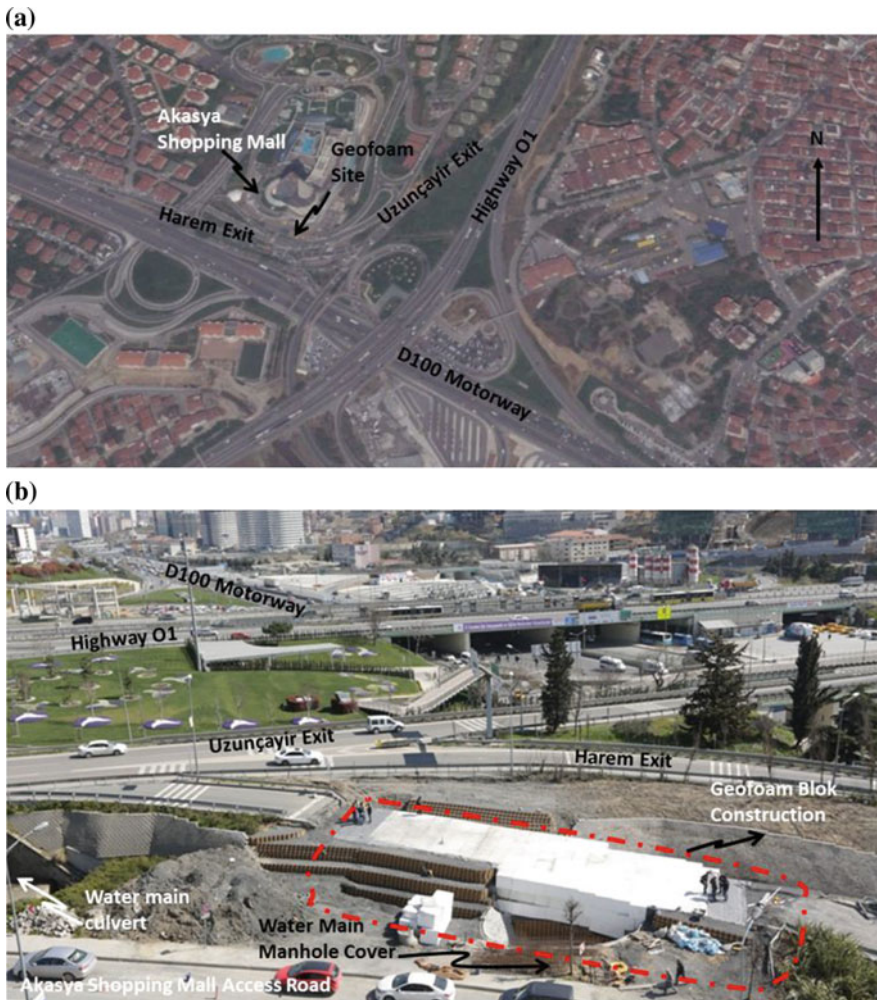 (a)
Akasya
Shopping Mall
Geofoam
Site
N
Harem Exit
Uzunçayir Exit
Highway O1
D100 Motorway
(b)
D100 Motorway
Highway O1
Uzunçayir Exit
Harem Exit
Geofoam Blok
Construction
Water main
culvert
Water Main
Manhole Cover
Akasya Shopping Mall Access Road